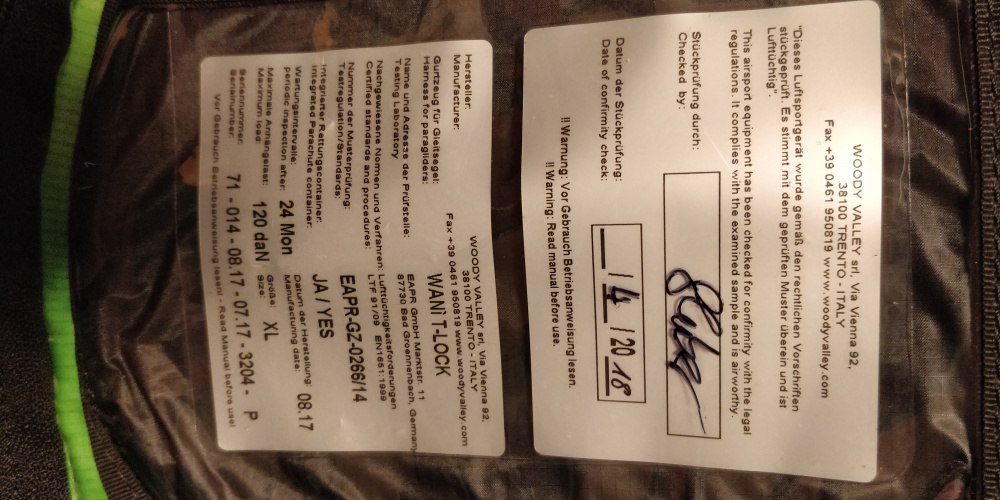 WOODY VALLEY srl, Via Vienna 92,
38100 TRENTO - ITALY
Fax +39 0461 950819 www.woodyvalley.com
"Dieses Luftsportgerät wurde gemäß den rechtlichen Vorschriften
stückgeprüft. Es stimmt mit dem geprüften Muster überein und ist
Lufttüchtig".
This airsport equipment has been checked for confirmity with the legal
regulations. It complies with the examined sample and is airworthy.
Stückprüfung durch:
Checked by:
Datum der Stückprüfung:
Date of confirmity check:
/ 4 / 20 18
!! Warnung: Vor Gebrauch Betriebsanweisung lesen.
!! Warning: Read manual before use.
Hersteller:
Manufacturer:
WOODY VALLEY srl, Via Vienna 92,
38100 TRENTO - ITALY
Fax +39 0461 950819 www.woodyvalley.com
Gurtzeug für Gleitsegel:
Harness for paragliders:
WANI T-LOCK
Name und Adresse der Prüfstelle:
Testing Laboratory
EAPR GmbH Marktstr. 11
87730 Bad Groennenbach, Germany
Nachgewiesene Normen und Verfahren: Luftrüchtigkeitsforderungen
Certified standards and procedures: LTF 91/09 EN1651:1999
Nummer der Musterprüfung:
Testregulation/Standards:
EAPR-GZ-0266/14
Integrierter Rettungscontainer:
Integrated Parachute container:
JA / YES
Wartungsintervalle:
periodic inspection after:
24 Mon
Datum der Herstellung:
Manufacturing date:
08.17
Maximale Anhängelast:
Maximum load:
120 daN
Größe:
Size:
XL
Seriennummer:
Serialnumber:
71 - 014 - 08.17 - 07.17 - 3204 - P
Vor Gebrauch Betriebsanweisung lesen! - Read Manual before use!